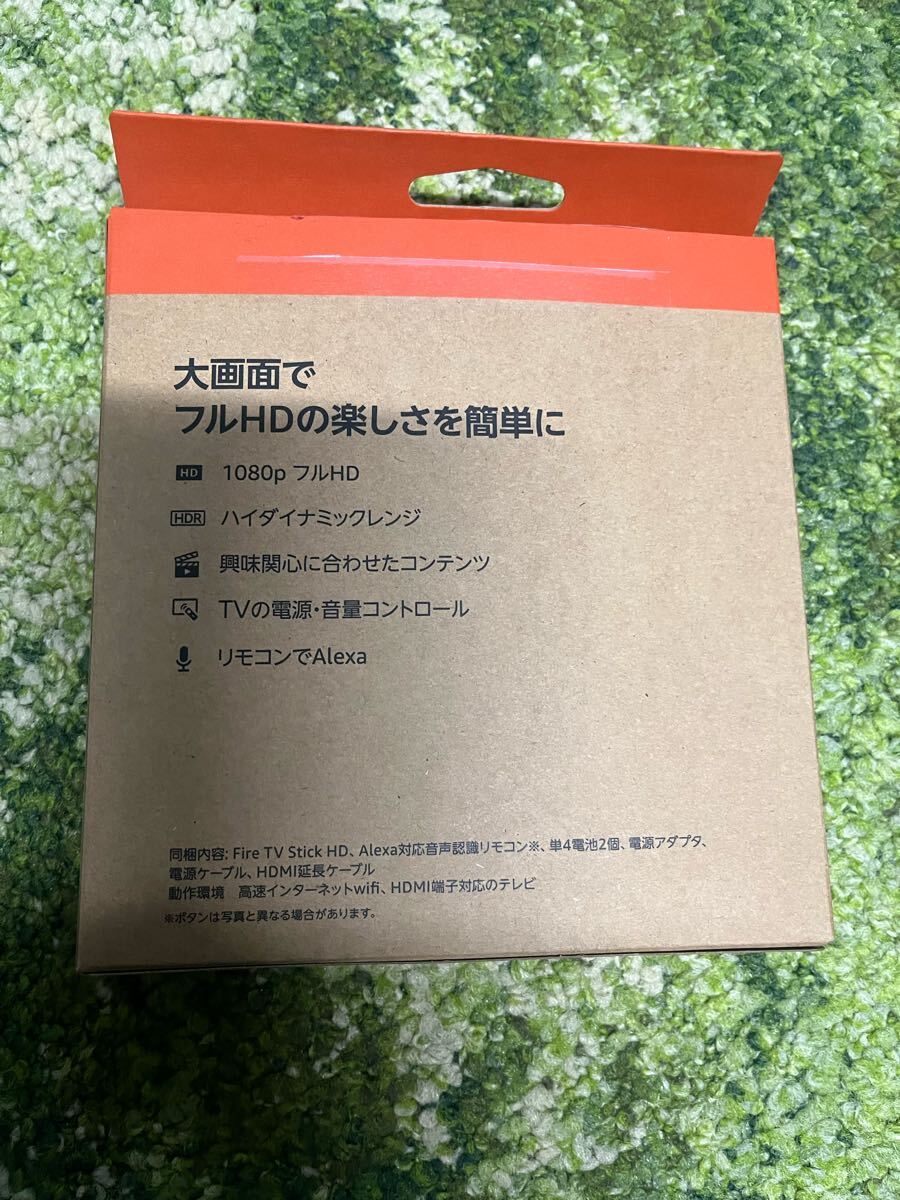 大画面で
フルHDの楽しさを簡単に
HD 1080p フルHD
HDR ハイダイナミックレンジ
興味関心に合わせたコンテンツ
TVの電源・音量コントロール
リモコンでAlexa
同梱内容: Fire TV Stick HD、Alexa対応音声認識リモコン※、単4電池2個、電源アダプタ、
電源ケーブル、HDMI延長ケーブル
動作環境　高速インターネットwifi、HDMI端子対応のテレビ
※ボタンは写真と異なる場合があります。